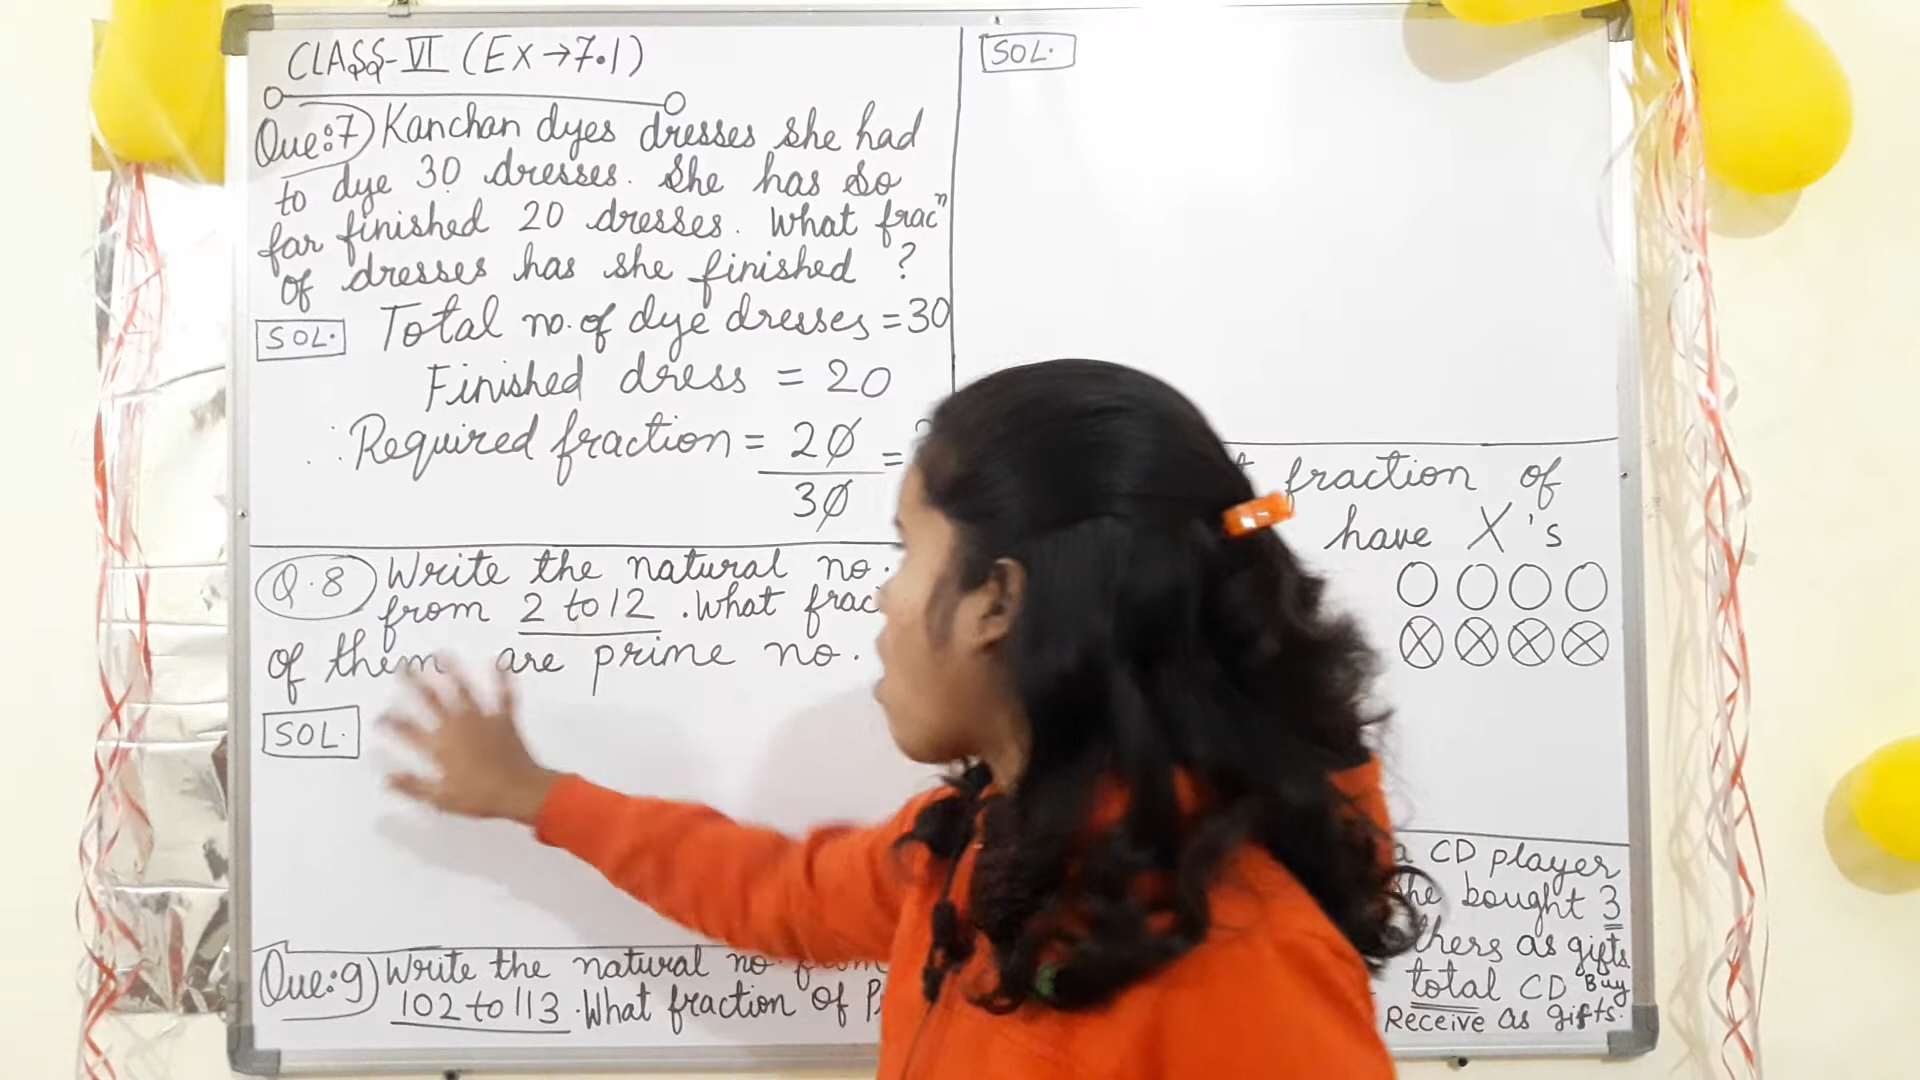 CLASS-VI (EX→7.1)
Que:7) Kanchan dyes dresses she had
to dye 30 dresses. She has so
far finished 20 dresses. What fracⁿ
of dresses has she finished ?
SOL. Total no. of dye dresses = 30
Finished dress = 20
∴ Required fraction = 20/30 =
Q.8 Write the natural no.
from 2 to 12 . What frac
of them are prime no.
SOL.
Que:9) Write the natural no. from
102 to 113. What fraction of
SOL.
fraction of
have X's
a CD player
he bought 3
thers as gifts
total CD Buy
Receive as gifts.